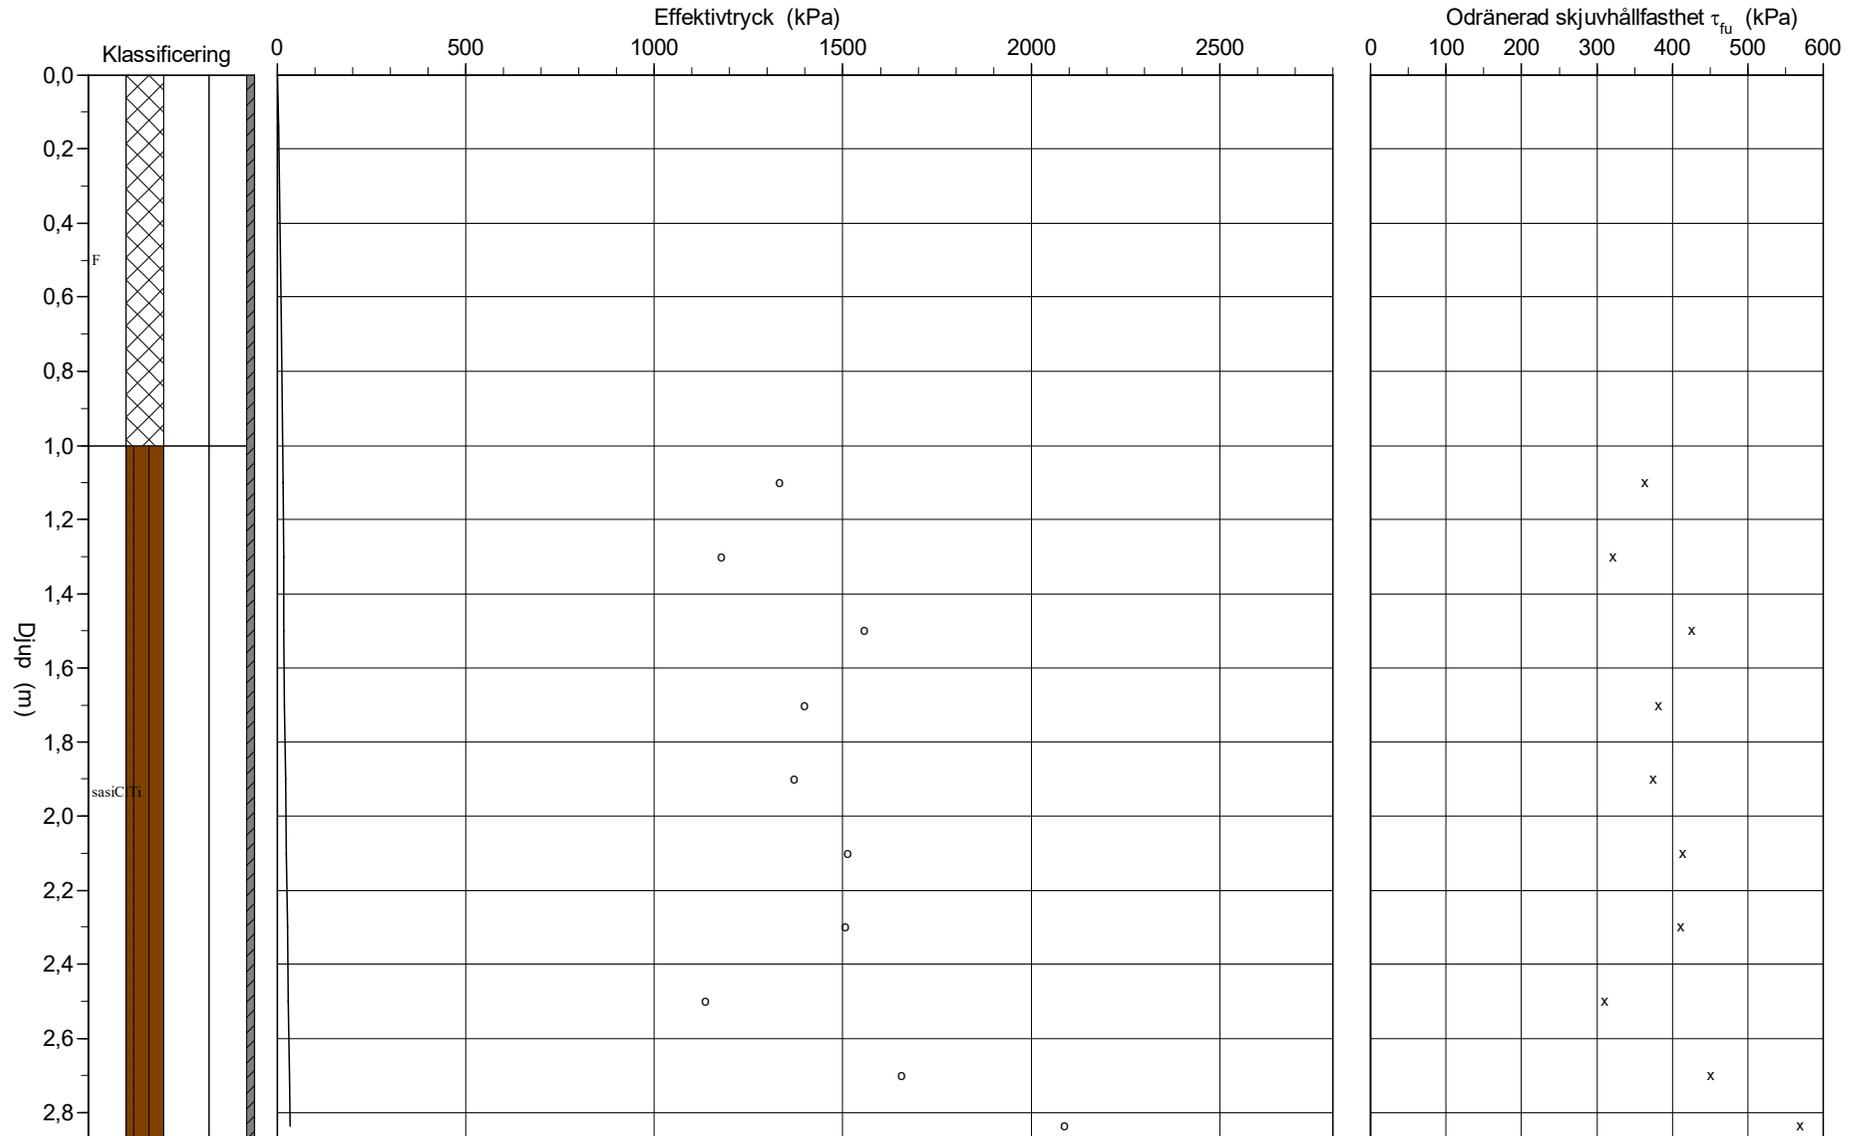 Effektivtryck (kPa)
Odränerad skjuvhållfasthet τfu (kPa)
Klassificering
0 500 1000 1500 2000 2500
0 100 200 300 400 500 600
0,0
0,2
0,4
F
0,6
0,8
1,0
1,2
1,4
Djup (m)
1,6
1,8
sasiClTi
2,0
2,2
2,4
2,6
2,8